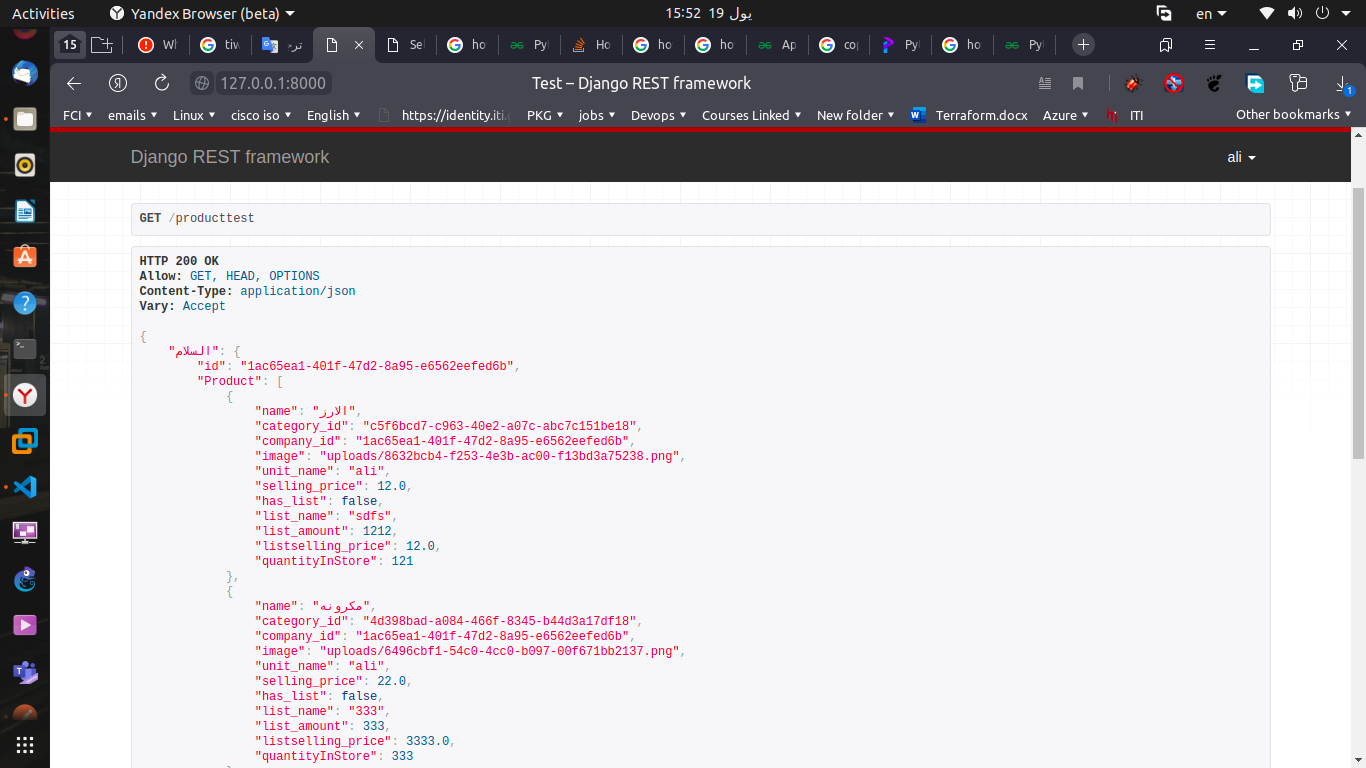 Activities
Yandex Browser (beta)
15:52 19 يول
en
15
Wh
tiv
ترج
Sel
ho
Pyt
Ho
ho
ho
Ap
co
Pyt
ho
Pyt
127.0.0.1:8000
Test – Django REST framework
1
FCI
emails
Linux
cisco iso
English
https://identity.iti.g
PKG
jobs
Devops
Courses Linked
New folder
Terraform.docx
Azure
ITI
Other bookmarks
Django REST framework
ali
GET /producttest
HTTP 200 OK
Allow: GET, HEAD, OPTIONS
Content-Type: application/json
Vary: Accept
{
"السلام": {
"id": "1ac65ea1-401f-47d2-8a95-e6562eefed6b",
"Product": [
{
"name": "الارز",
"category_id": "c5f6bcd7-c963-40e2-a07c-abc7c151be18",
"company_id": "1ac65ea1-401f-47d2-8a95-e6562eefed6b",
"image": "uploads/8632bcb4-f253-4e3b-ac00-f13bd3a75238.png",
"unit_name": "ali",
"selling_price": 12.0,
"has_list": false,
"list_name": "sdfs",
"list_amount": 1212,
"listselling_price": 12.0,
"quantityInStore": 121
},
{
"name": "مكرونه",
"category_id": "4d398bad-a084-466f-8345-b44d3a17df18",
"company_id": "1ac65ea1-401f-47d2-8a95-e6562eefed6b",
"image": "uploads/6496cbf1-54c0-4cc0-b097-00f671bb2137.png",
"unit_name": "ali",
"selling_price": 22.0,
"has_list": false,
"list_name": "333",
"list_amount": 333,
"listselling_price": 3333.0,
"quantityInStore": 333